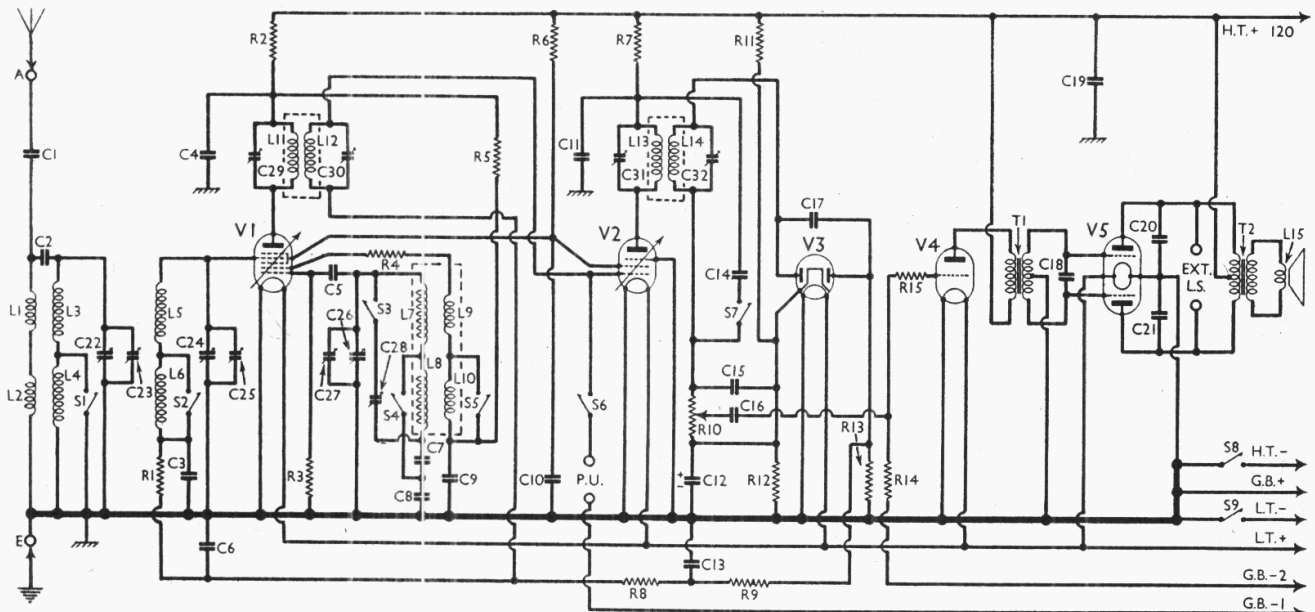 R2
R6
R7
R11
H.T.+ 120
A
C1
C4
L11
L12
C29
C30
R5
C11
L13
L14
C31
C32
C19
C17
V1
V2
V3
V4
T1
V5
C20
T2
L15
C2
R4
C5
C14
S7
R15
C18
EXT.
L.S.
C21
L1
L3
L5
S3
L7
L9
C26
C28
L8
L2
L4
C22
C23
S1
L6
C24
C25
S2
C27
S4
L10
S5
S6
C15
C16
R10
R13
R1
C3
R3
C7
C8
C9
C10
P.U.
+
−
C12
R12
R14
S8
H.T.−
G.B.+
S9
L.T.−
L.T.+
E
C6
C13
R8
R9
G.B.−2
G.B.−1